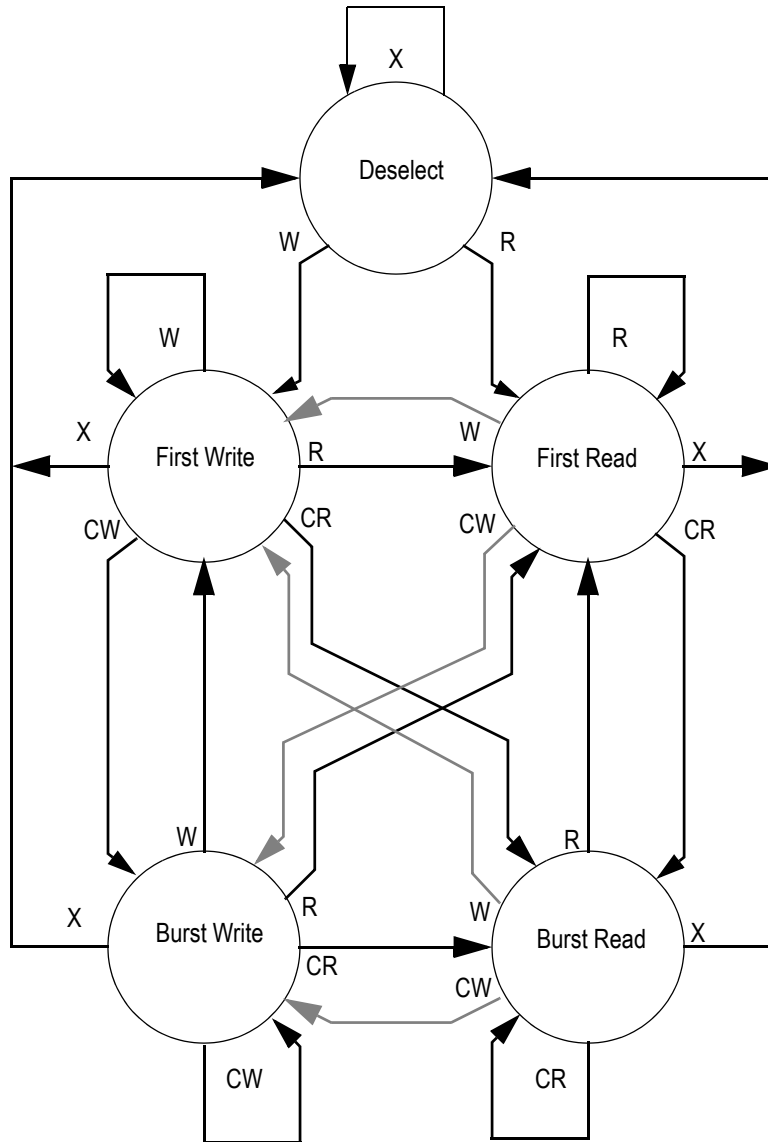 X
Deselect
W
R
W
R
X
W
First Write
R
First Read
X
CW
CR
CW
CR
W
R
X
R
W
X
Burst Write
Burst Read
CR
CW
CW
CR